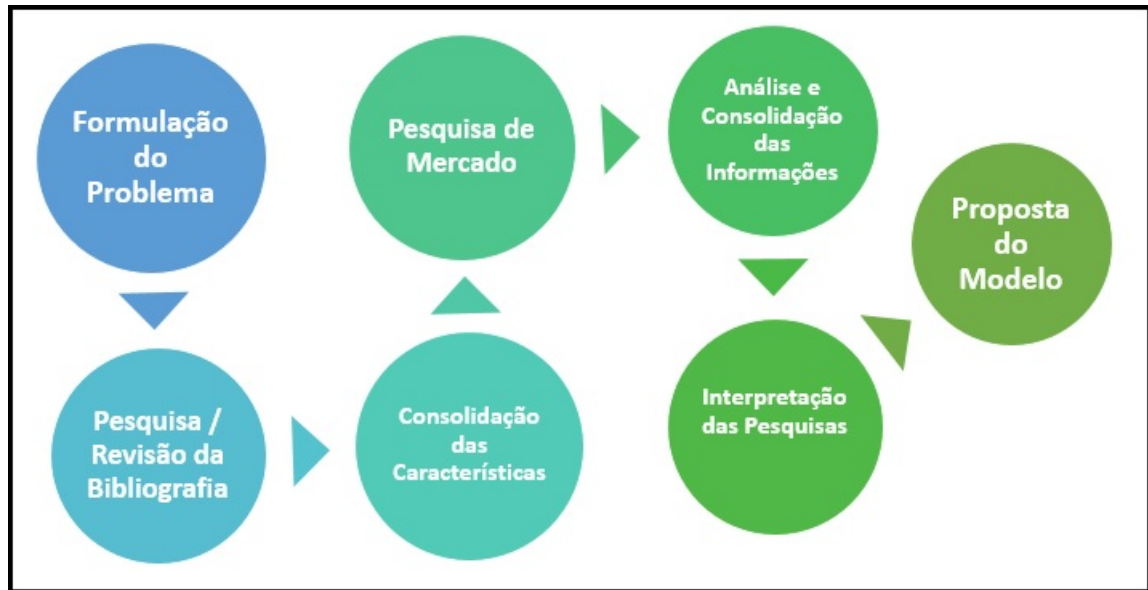 Formulação
do
Problema
Pesquisa /
Revisão da
Bibliografia
Consolidação
das
Característícas
Pesquisa de
Mercado
Análise e
Consolidação
das
Informações
Interpretação
das Pesquisas
Proposta
do
Modelo